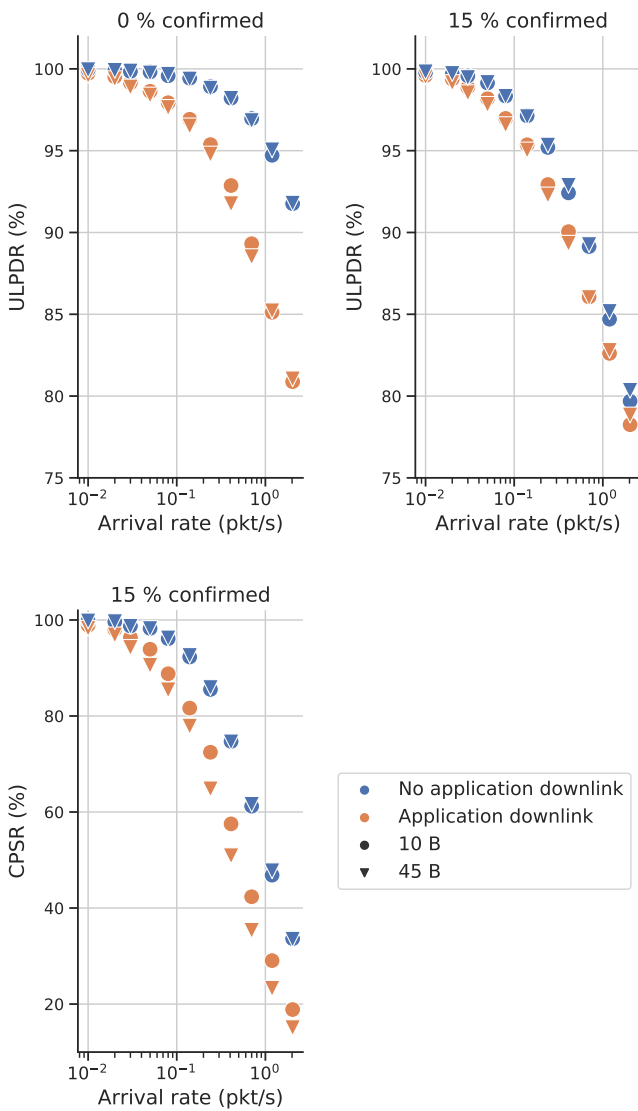 0 % confirmed
15 % confirmed
100
95
90
85
80
75
ULPDR (%)
10⁻²
10⁻¹
10⁰
Arrival rate (pkt/s)
100
95
90
85
80
75
ULPDR (%)
10⁻²
10⁻¹
10⁰
Arrival rate (pkt/s)
15 % confirmed
100
80
60
40
20
CPSR (%)
10⁻²
10⁻¹
10⁰
Arrival rate (pkt/s)
No application downlink
Application downlink
10 B
45 B